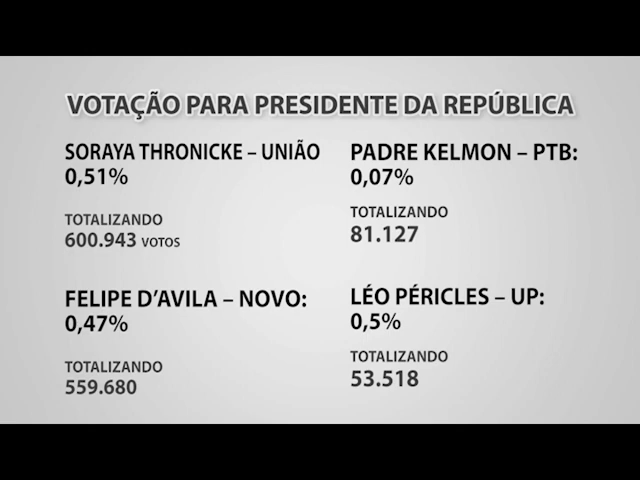 VOTAÇÃO PARA PRESIDENTE DA REPÚBLICA
SORAYA THRONICKE – UNIÃO
0,51%
TOTALIZANDO
600.943 VOTOS
PADRE KELMON – PTB:
0,07%
TOTALIZANDO
81.127
FELIPE D’AVILA – NOVO:
0,47%
TOTALIZANDO
559.680
LÉO PÉRICLES – UP:
0,5%
TOTALIZANDO
53.518